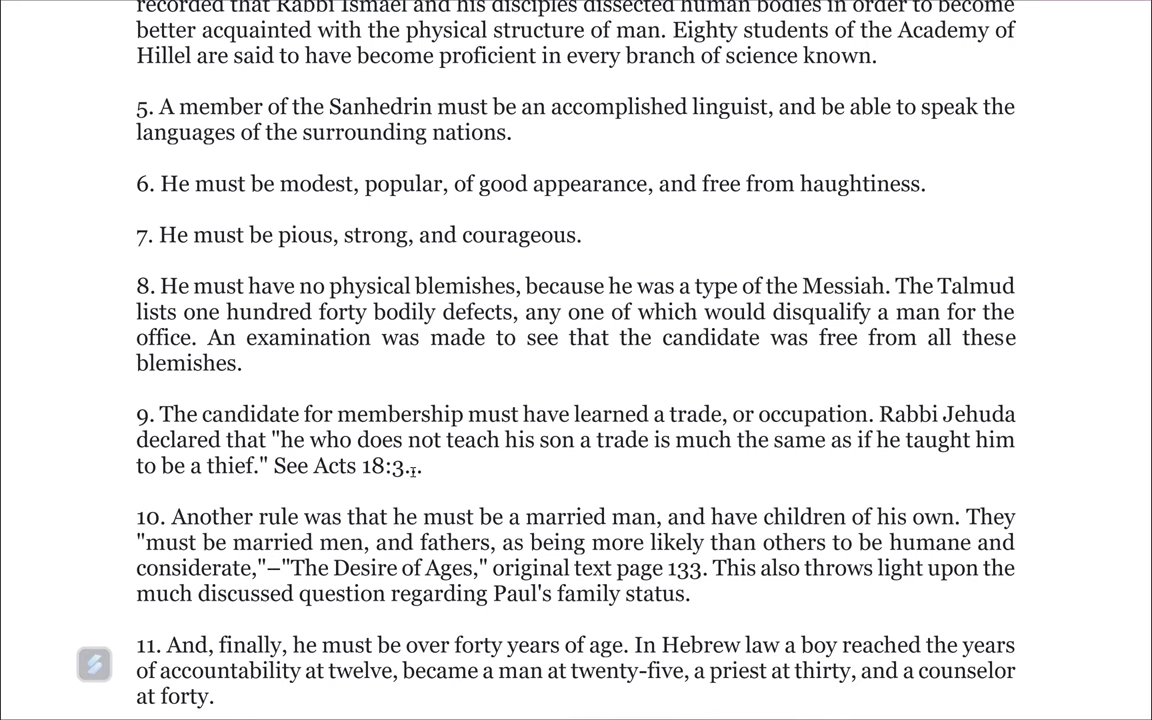 recorded that Rabbi Ismael and his disciples dissected human bodies in order to become
better acquainted with the physical structure of man. Eighty students of the Academy of
Hillel are said to have become proficient in every branch of science known.
5. A member of the Sanhedrin must be an accomplished linguist, and be able to speak the
languages of the surrounding nations.
6. He must be modest, popular, of good appearance, and free from haughtiness.
7. He must be pious, strong, and courageous.
8. He must have no physical blemishes, because he was a type of the Messiah. The Talmud
lists one hundred forty bodily defects, any one of which would disqualify a man for the
office. An examination was made to see that the candidate was free from all these
blemishes.
9. The candidate for membership must have learned a trade, or occupation. Rabbi Jehuda
declared that "he who does not teach his son a trade is much the same as if he taught him
to be a thief." See Acts 18:3..
10. Another rule was that he must be a married man, and have children of his own. They
"must be married men, and fathers, as being more likely than others to be humane and
considerate,"–"The Desire of Ages," original text page 133. This also throws light upon the
much discussed question regarding Paul's family status.
11. And, finally, he must be over forty years of age. In Hebrew law a boy reached the years
of accountability at twelve, became a man at twenty-five, a priest at thirty, and a counselor
at forty.